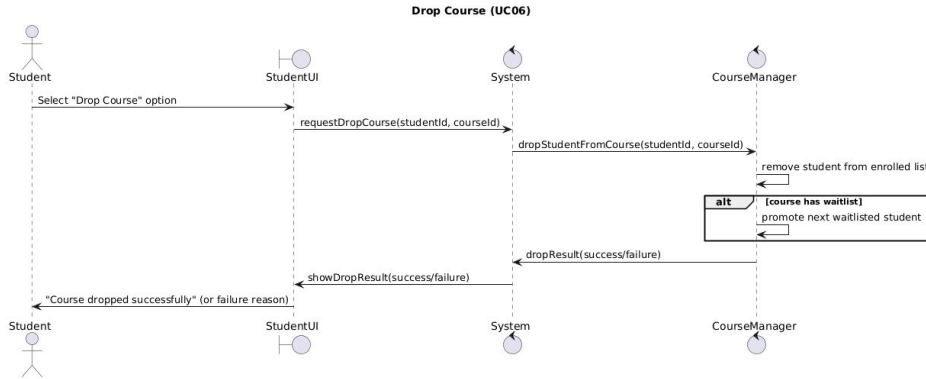 Drop Course (UC06)
Student
StudentUI
System
CourseManager
Select "Drop Course" option
requestDropCourse(studentId, courseId)
dropStudentFromCourse(studentId, courseId)
remove student from enrolled list
alt [course has waitlist]
promote next waitlisted student
dropResult(success/failure)
showDropResult(success/failure)
"Course dropped successfully" (or failure reason)
Student
StudentUI
System
CourseManager